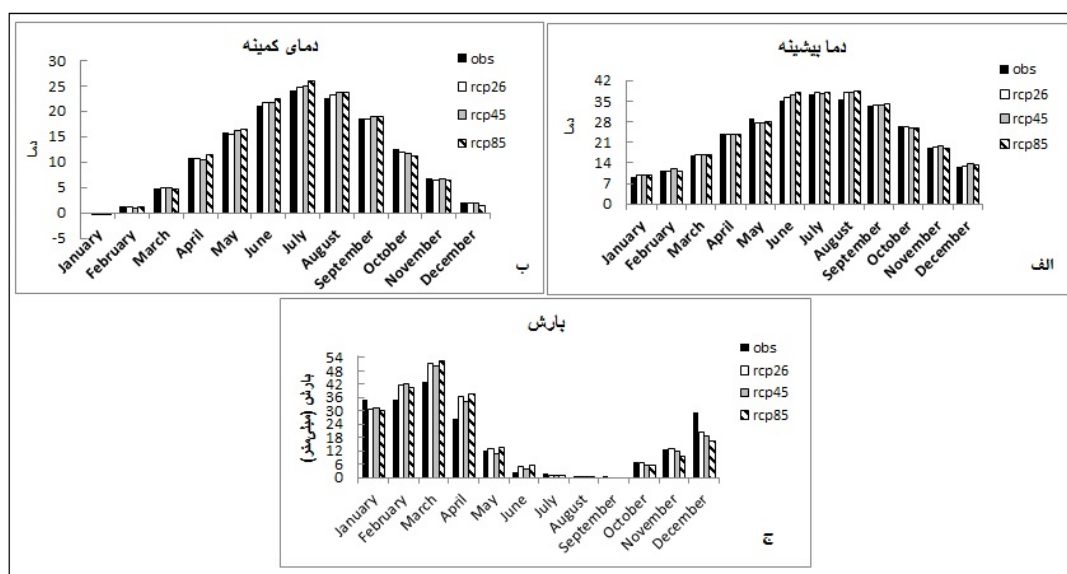 دمای کمینه
30
25
20
15
10
5
0
-5
دما
obs
rcp26
rcp45
rcp85
January
February
March
April
May
June
July
August
September
October
November
December
ب
دما بیشینه
42
35
28
21
14
7
0
دما
obs
rcp26
rcp45
rcp85
January
February
March
April
May
June
July
August
September
October
November
December
الف
بارش
54
48
42
36
30
24
18
12
6
0
بارش (میلی‌متر)
obs
rcp26
rcp45
rcp85
January
February
March
April
May
June
July
August
September
October
November
December
ج